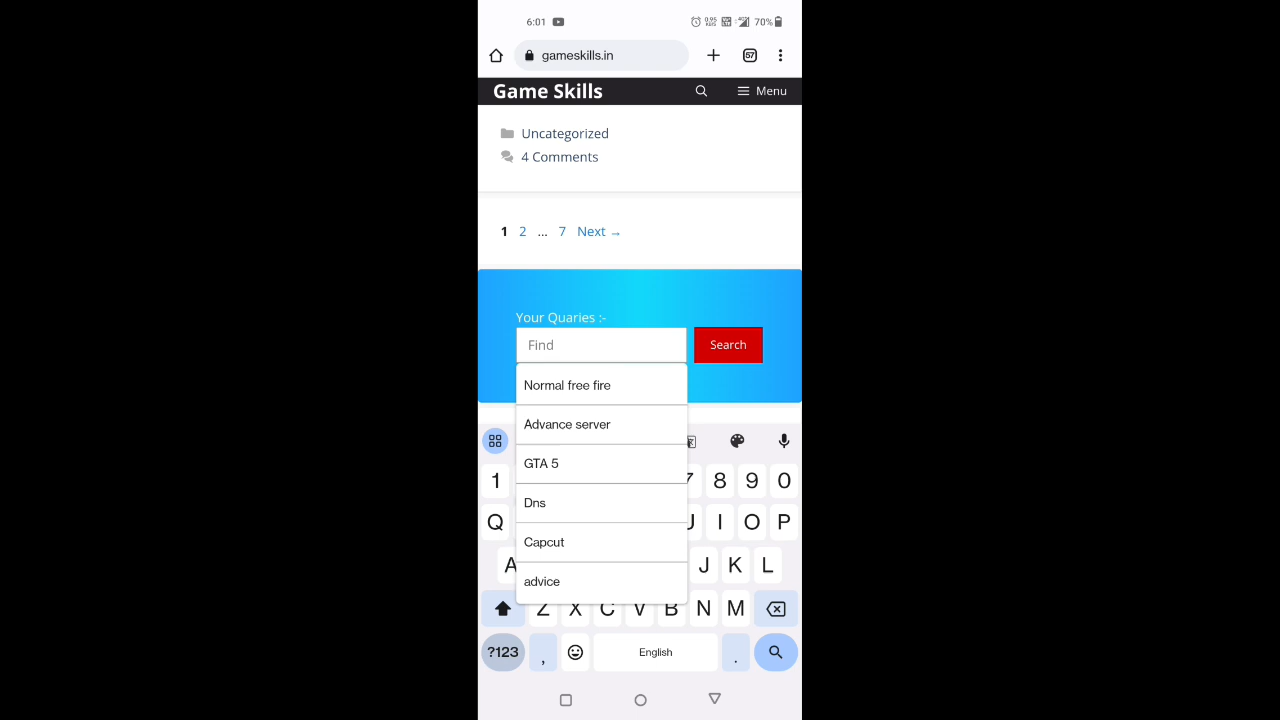 6:01 70%
gameskills.in 57
Game Skills Menu
Uncategorized
4 Comments
1 2 ... 7 Next →
Your Quaries :-
Find Search
Normal free fire
Advance server
GTA 5
Dns
Capcut
advice
1 7 8 9 0
Q U I O P
A J K L
Z X C V B N M
?123 , English .